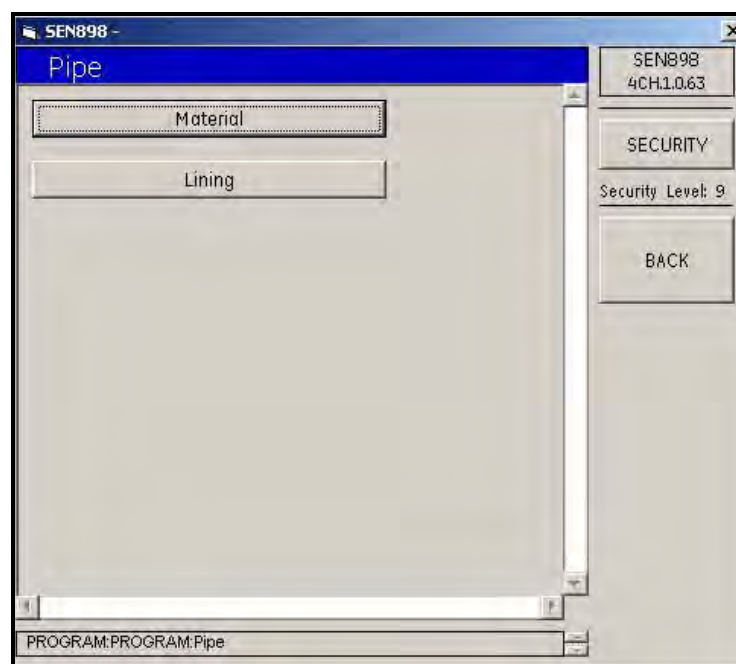 SEN898 -
Pipe
Material
Lining
SEN898
4CH.1.0.63
SECURITY
Security Level: 9
BACK
PROGRAM:PROGRAM:Pipe